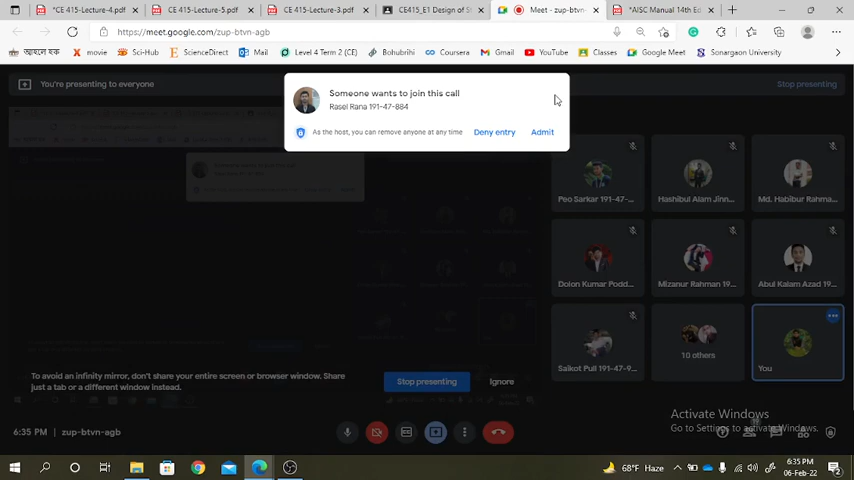 *CE 415-Lecture-4.pdf
CE 415-Lecture-5.pdf
CE 415-Lecture-3.pdf
CE415_E1 Design of St
Meet - zup-btvn-
*AISC Manual 14th Ed
https://meet.google.com/zup-btvn-agb
আহলে হক
movie
Sci-Hub
ScienceDirect
Mail
Level 4 Term 2 (CE)
Bohubrihi
Coursera
Gmail
YouTube
Classes
Google Meet
Sonargaon University
You're presenting to everyone
Stop presenting
Someone wants to join this call
Rasel Rana 191-47-884
As the host, you can remove anyone at any time
Deny entry
Admit
Peo Sarkar 191-47-...
Hashibul Alam Jinn...
Md. Habibur Rahma...
Dolon Kumar Podd...
Mizanur Rahman 19...
Abul Kalam Azad 19...
Saikot Pull 191-47-9...
10 others
You
To avoid an infinity mirror, don't share your entire screen or browser window. Share
just a tab or a different window instead.
Stop presenting
Ignore
6:35 PM
zup-btvn-agb
Activate Windows
Go to Settings to activate Windows.
68°F Haze
6:35 PM
06-Feb-22
2